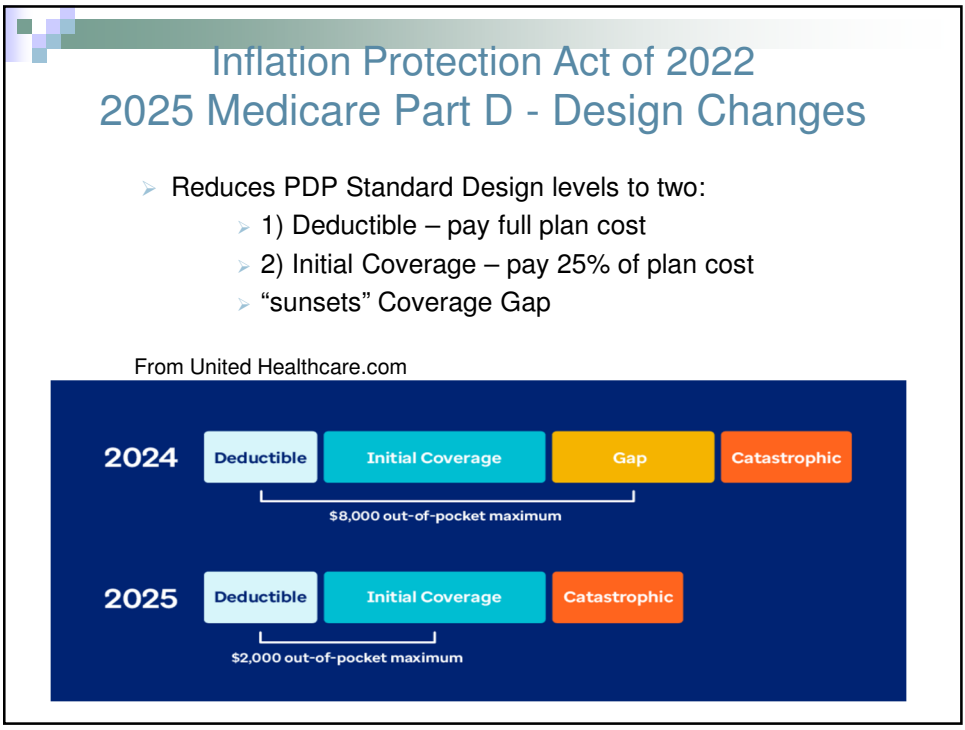 Inflation Protection Act of 2022
2025 Medicare Part D - Design Changes
Reduces PDP Standard Design levels to two:
1) Deductible – pay full plan cost
2) Initial Coverage – pay 25% of plan cost
“sunsets” Coverage Gap
From United Healthcare.com
2024 Deductible Initial Coverage Gap Catastrophic
$8,000 out-of-pocket maximum
2025 Deductible Initial Coverage Catastrophic
$2,000 out-of-pocket maximum